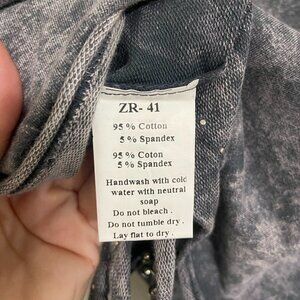 ZR- 41
95 % Cotton
5 % Spandex
95 % Coton
5 % Spandex
Handwash with cold
water with neutral
soap
Do not bleach .
Do not tumble dry .
Lay flat to dry .